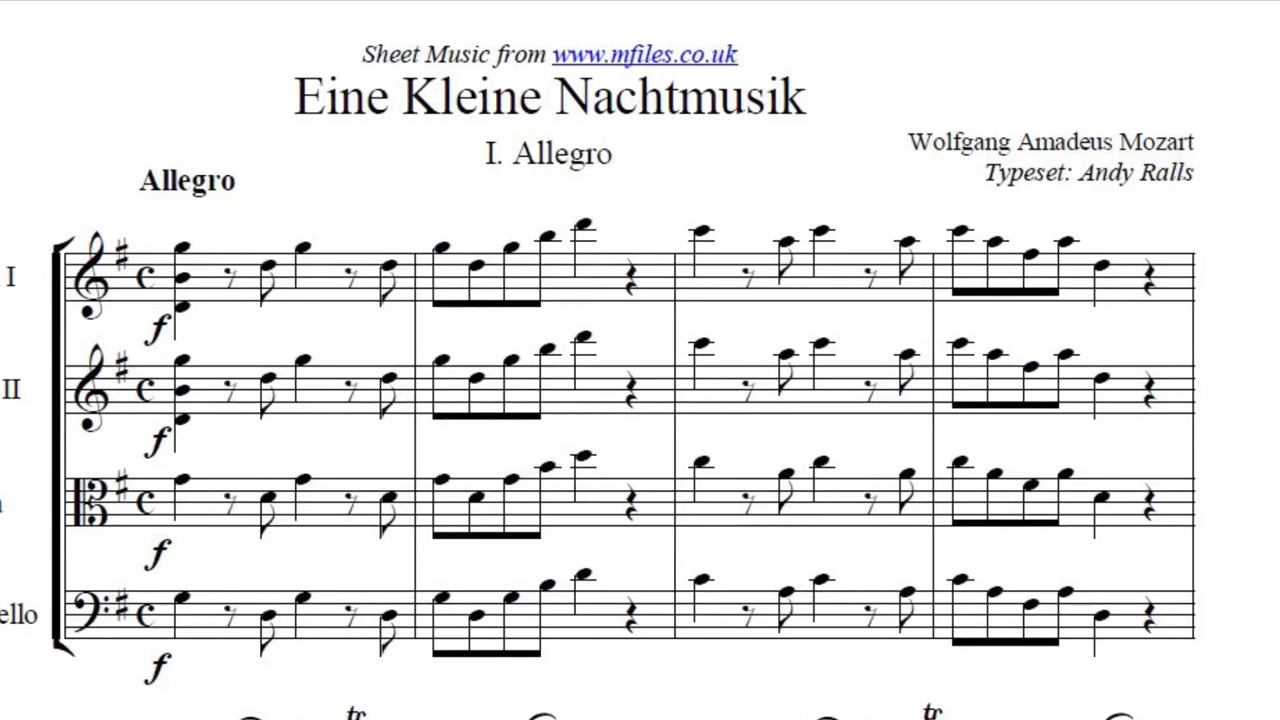 Sheet Music from www.mfiles.co.uk
Eine Kleine Nachtmusik
I. Allegro
Wolfgang Amadeus Mozart
Typeset: Andy Ralls
Allegro
I
f
II
f
a
f
ello
f
tr tr